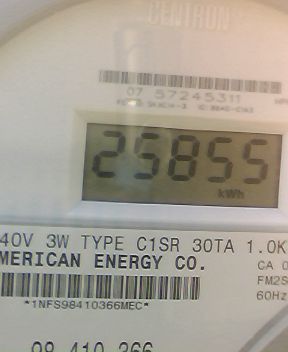 CENTRON
07 57245311
25855
kWh
40V 3W TYPE C1SR 30TA 1.0K
MERICAN ENERGY CO.
CA 0
FM2S
60Hz
*1NFS98410366MEC*
98 410 366